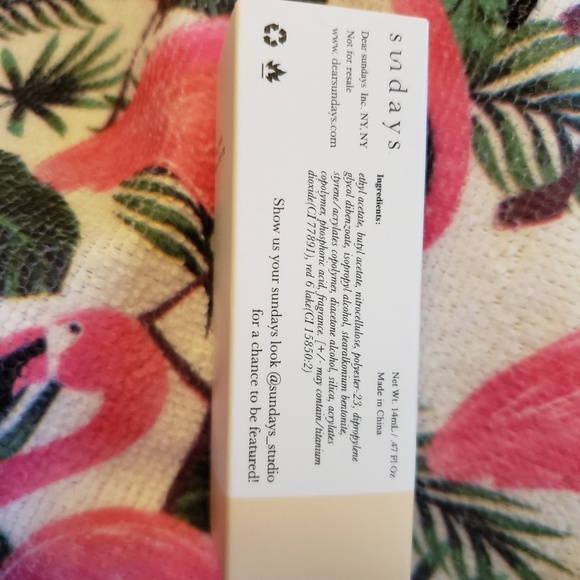 sundays
Dear sundays Inc. NY, NY
Not for resale
www.dearsundays.com
Net Wt. 14mL / .47 Fl Oz
Made in China
Ingredients:
ethyl acetate, butyl acetate, nitrocellulose, polyester-23, dipropylene
glycol dibenzoate, isopropyl alcohol, stearalkonium bentonite,
styrene/acrylates copolymer, diacetone alcohol, silica, acrylates
copolymer, phosphoric acid, fragrance. [+/- may contain/titanium
dioxide(CI 77891), red 6 lake(CI 15850:2)
Show us your sundays look @sundays_studio
for a chance to be featured!